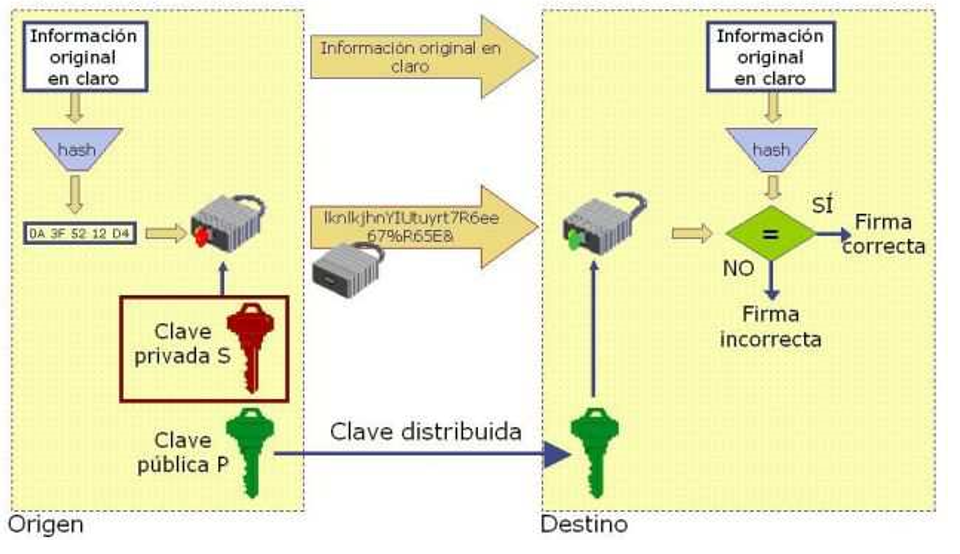 Información
original
en claro
hash
0A 3F 52 12 D4
Clave
privada S
Clave
pública P
Origen
Información original en
claro
lknlkjhnYIUtuyrt7R6ee
67%R65E&
Clave distribuida
Información
original
en claro
hash
=
SÍ
Firma
correcta
NO
Firma
incorrecta
Destino